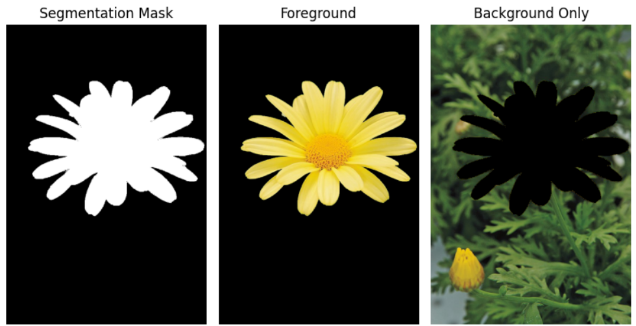 Segmentation Mask
Foreground
Background Only